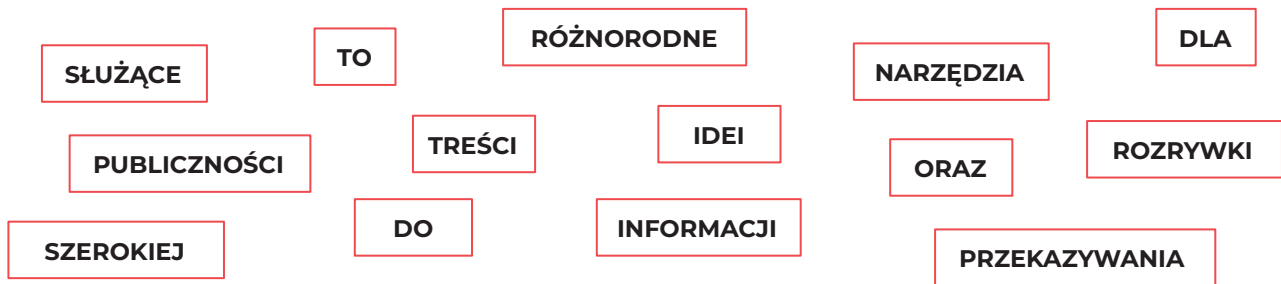 SŁUŻĄCE
TO
RÓŻNORODNE
NARZĘDZIA
DLA
PUBLICZNOŚCI
TREŚCI
IDEI
ORAZ
ROZRYWKI
SZEROKIEJ
DO
INFORMACJI
PRZEKAZYWANIA